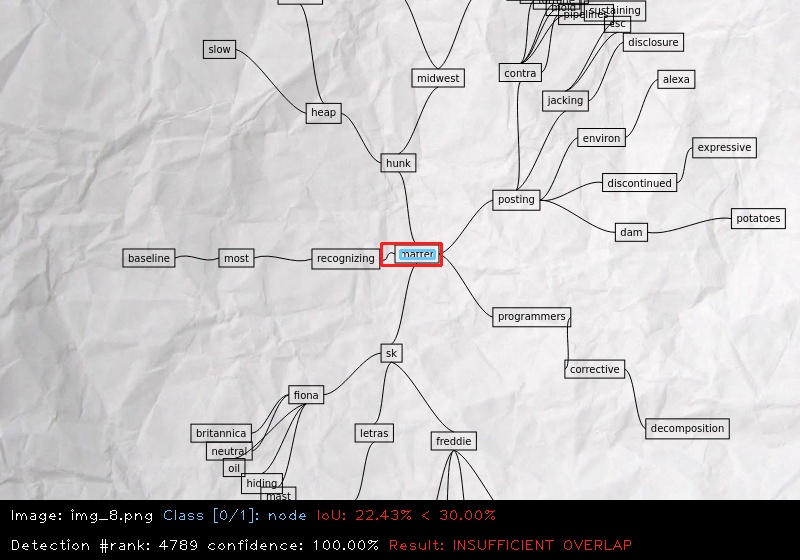 sustaining
pipelines
esc
disclosure
slow
midwest
contra
alexa
jacking
heap
environ
expressive
hunk
discontinued
posting
potatoes
dam
matter
baseline
most
recognizing
programmers
sk
corrective
fiona
britannica
letras
decomposition
neutral
freddie
oil
hiding
mast
Image: img_8.png Class [0/1]: node IoU: 22.43% < 30.00%
Detection #rank: 4789 confidence: 100.00% Result: INSUFFICIENT OVERLAP